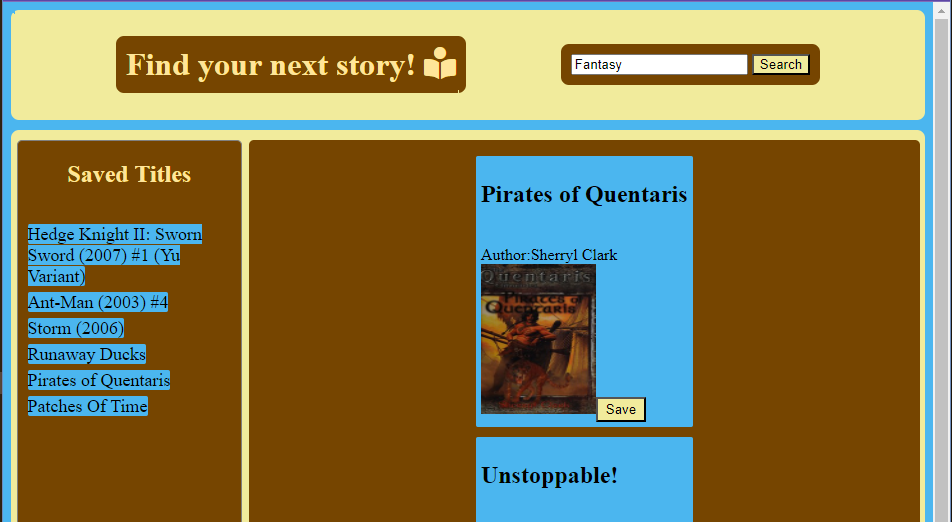 Find your next story!
Fantasy
Search
Saved Titles
Hedge Knight II: Sworn
Sword (2007) #1 (Yu
Variant)
Ant-Man (2003) #4
Storm (2006)
Runaway Ducks
Pirates of Quentaris
Patches Of Time
Pirates of Quentaris
Author:Sherryl Clark
Quentaris
Pirates of
Quentaris
Save
Unstoppable!